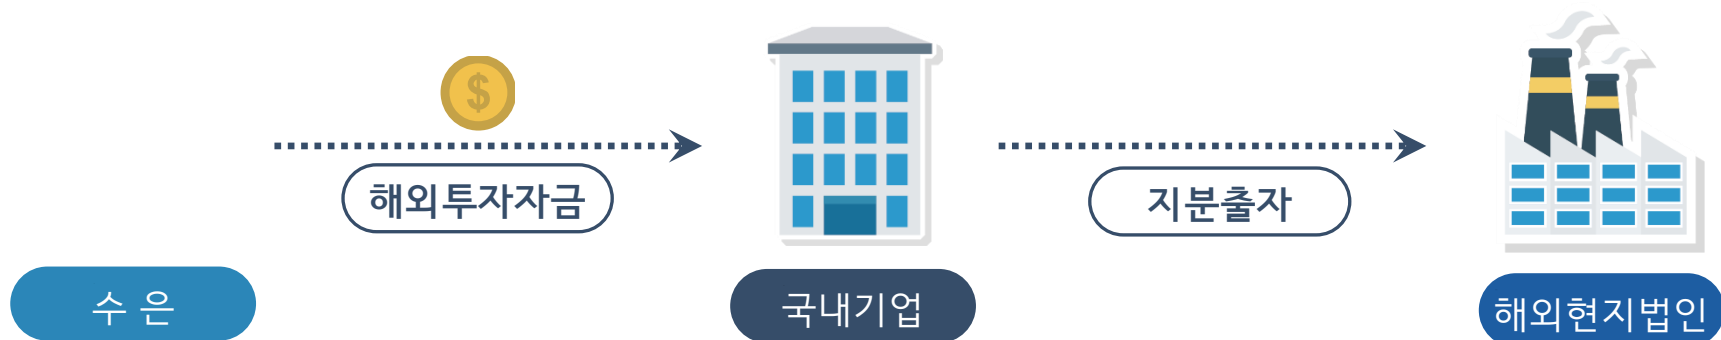 $
해외투자자금
지분출자
수 은
국내기업
해외현지법인